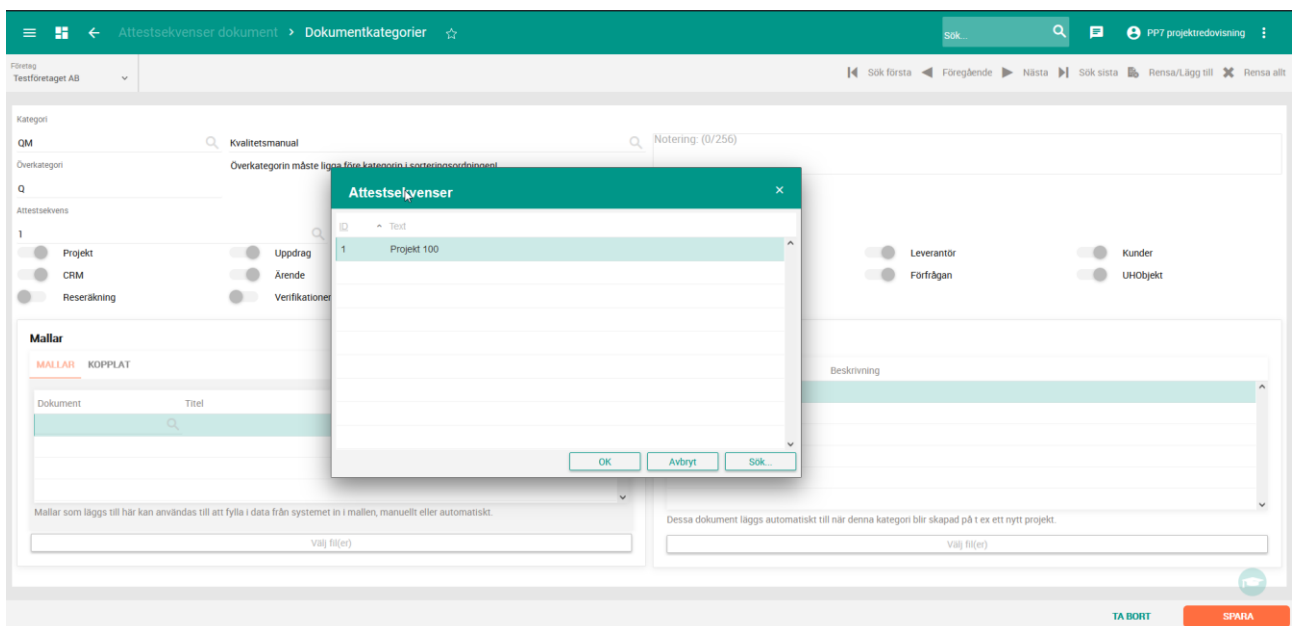 Attestsekvenser dokument > Dokumentkategorier
Sök...
PP7 projektredovisning
Företag
Testföretaget AB
Sök första
Föregående
Nästa
Sök sista
Rensa/Lägg till
Rensa allt
Kategori
QM
Kvalitetsmanual
Notering: (0/256)
Överkategori
Överkategorin måste ligga före kategorin i sorteringsordningen!
Q
Attestsekvens
1
Projekt
Uppdrag
Leverantör
Kunder
CRM
Ärende
Förfrågan
UHObjekt
Reseräkning
Verifikationer
Attestsekvenser
ID
Text
1
Projekt 100
OK
Avbryt
Sök...
Mallar
MALLAR
KOPPLAT
Dokument
Titel
Mallar som läggs till här kan användas till att fylla i data från systemet in i mallen, manuellt eller automatiskt.
Välj fil(er)
Beskrivning
Dessa dokument läggs automatiskt till när denna kategori blir skapad på t ex ett nytt projekt.
Välj fil(er)
TA BORT
SPARA